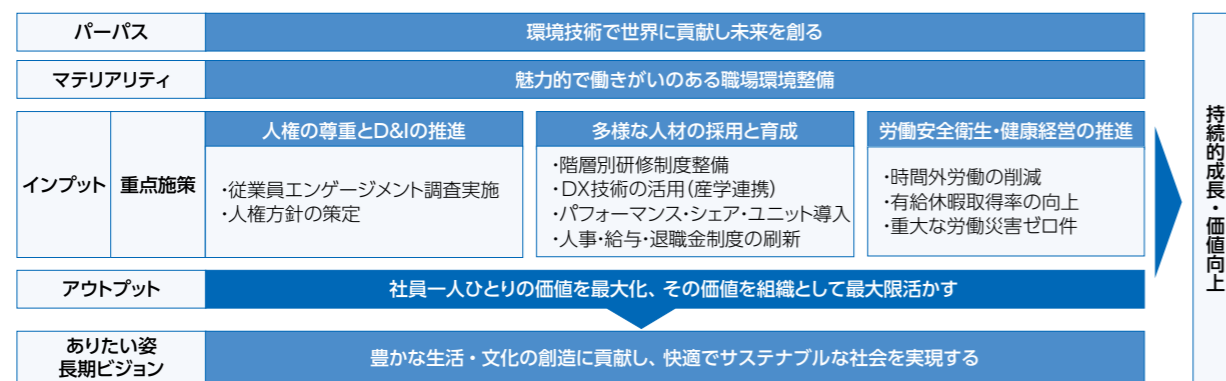 パーパス
環境技術で世界に貢献し未来を創る
マテリアリティ
魅力的で働きがいのある職場環境整備
インプット
重点施策
人権の尊重とD&Iの推進
・従業員エンゲージメント調査実施
・人権方針の策定
多様な人材の採用と育成
・階層別研修制度整備
・DX技術の活用(産学連携)
・パフォーマンス・シェア・ユニット導入
・人事・給与・退職金制度の刷新
労働安全衛生・健康経営の推進
・時間外労働の削減
・有給休暇取得率の向上
・重大な労働災害ゼロ件
アウトプット
社員一人ひとりの価値を最大化、その価値を組織として最大限活かす
ありたい姿
長期ビジョン
豊かな生活・文化の創造に貢献し、快適でサステナブルな社会を実現する
持続的成長・価値向上